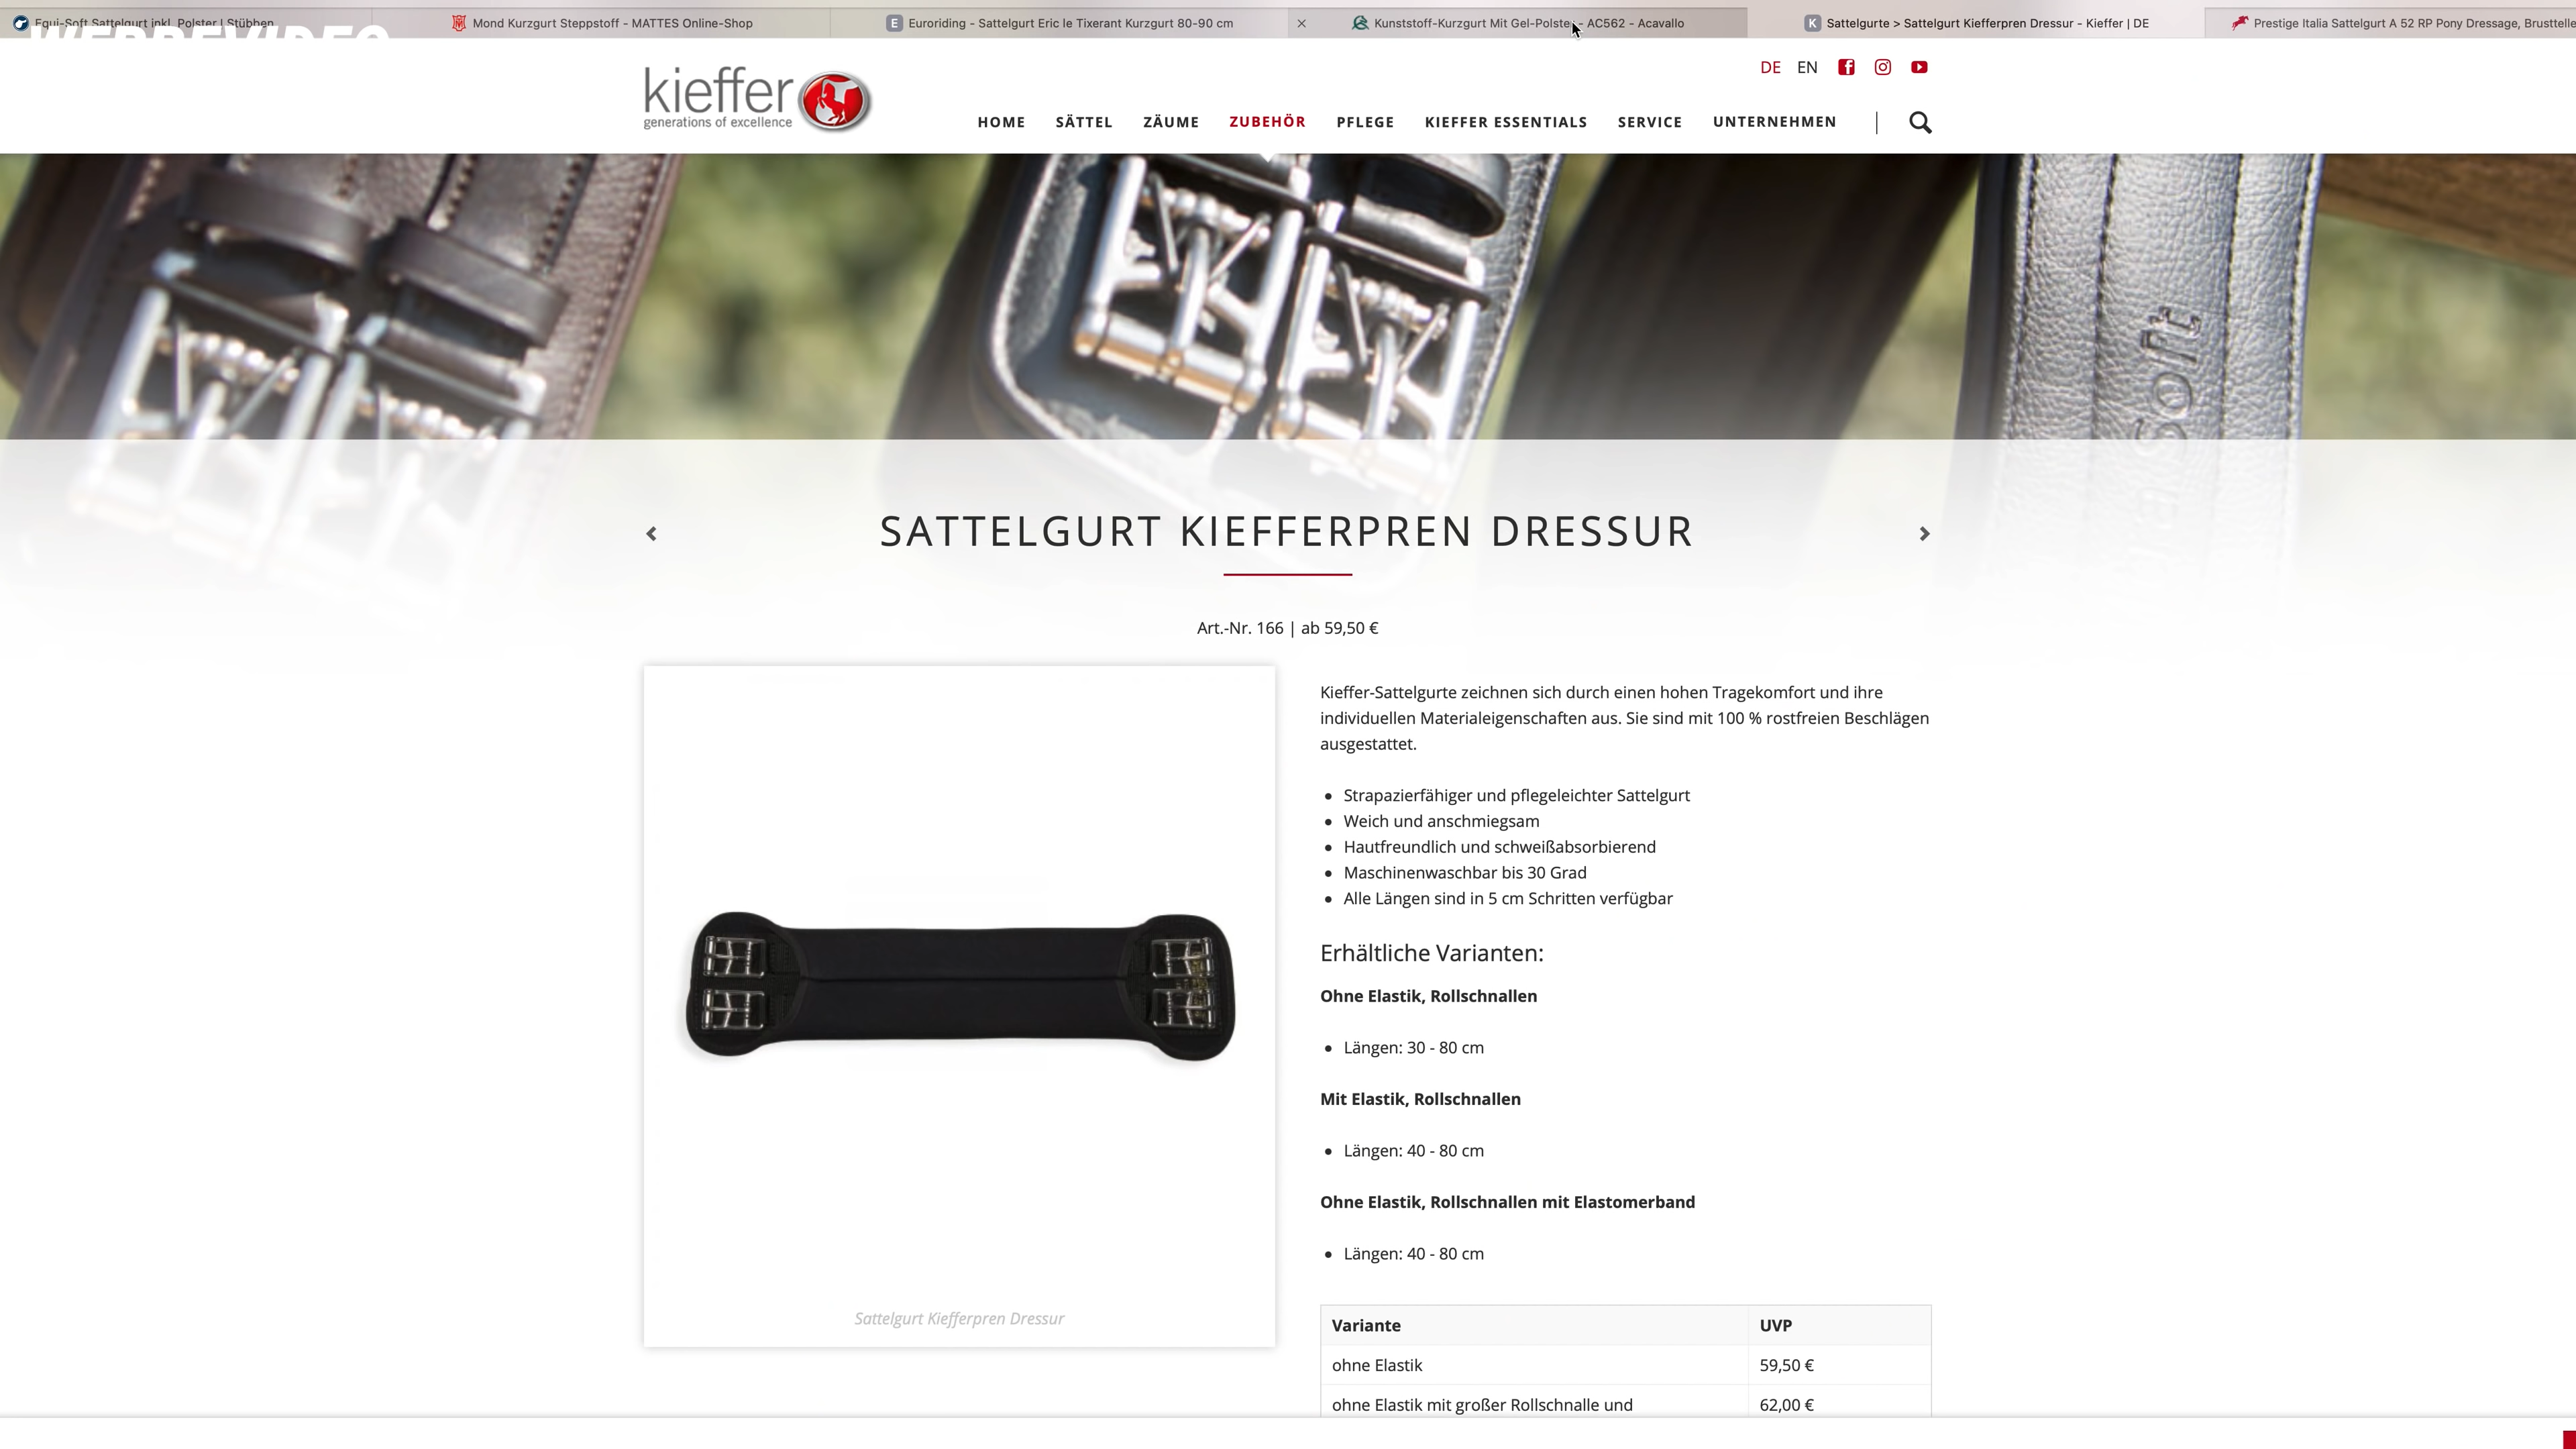 Equi-Soft Sattelgurt inkl. Polster | Stübben
Mond Kurzgurt Steppstoff - MATTES Online-Shop
E Euroriding - Sattelgurt Eric le Tixerant Kurzgurt 80-90 cm
Kunststoff-Kurzgurt Mit Gel-Polster - AC562 - Acavallo
K Sattelgurte > Sattelgurt Kiefferpren Dressur - Kieffer | DE
Prestige Italia Sattelgurt A 52 RP Pony Dressage, Brusttelle
WERBEVIDEO
kieffer
generations of excellence
DE EN
HOME SÄTTEL ZÄUME ZUBEHÖR PFLEGE KIEFFER ESSENTIALS SERVICE UNTERNEHMEN
Soft
SATTELGURT KIEFFERPREN DRESSUR
Art.-Nr. 166 | ab 59,50 €
Kieffer-Sattelgurte zeichnen sich durch einen hohen Tragekomfort und ihre
individuellen Materialeigenschaften aus. Sie sind mit 100 % rostfreien Beschlägen
ausgestattet.
• Strapazierfähiger und pflegeleichter Sattelgurt
• Weich und anschmiegsam
• Hautfreundlich und schweißabsorbierend
• Maschinenwaschbar bis 30 Grad
• Alle Längen sind in 5 cm Schritten verfügbar
Erhältliche Varianten:
Ohne Elastik, Rollschnallen
• Längen: 30 - 80 cm
Mit Elastik, Rollschnallen
• Längen: 40 - 80 cm
Ohne Elastik, Rollschnallen mit Elastomerband
• Längen: 40 - 80 cm
Sattelgurt Kiefferpren Dressur
Variante UVP
ohne Elastik 59,50 €
ohne Elastik mit großer Rollschnalle und 62,00 €